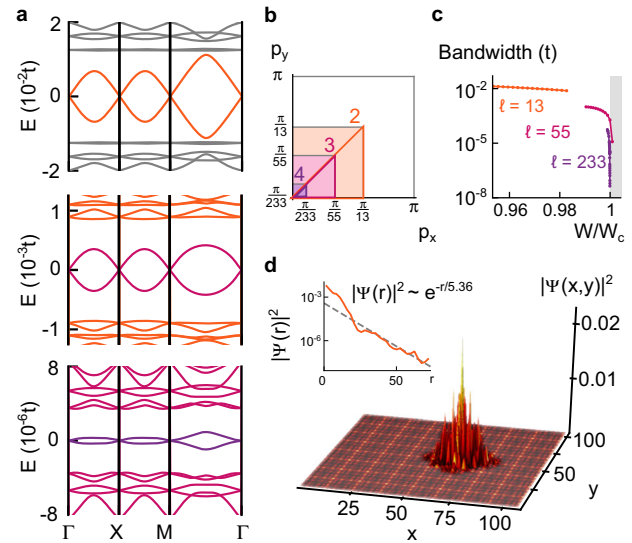 a
2
0
-2
E (10⁻²t)
1
0
-1
E (10⁻³t)
8
0
-8
E (10⁻⁶t)
Γ X M Γ
b
p_y
π
π/13
π/55
π/233
2
3
4
π/233 π/55 π/13 π
p_x
c
Bandwidth (t)
10⁻²
10⁻⁵
10⁻⁸
ℓ = 13
ℓ = 55
ℓ = 233
0.96 0.98 1
W/W_c
d
|Ψ(r)|² ~ e^{-r/5.36}
10⁻³
10⁻⁶
|Ψ(r)|²
0 50 r
|Ψ(x,y)|²
0.02
0.01
100
50
y
25 50 75 100
x